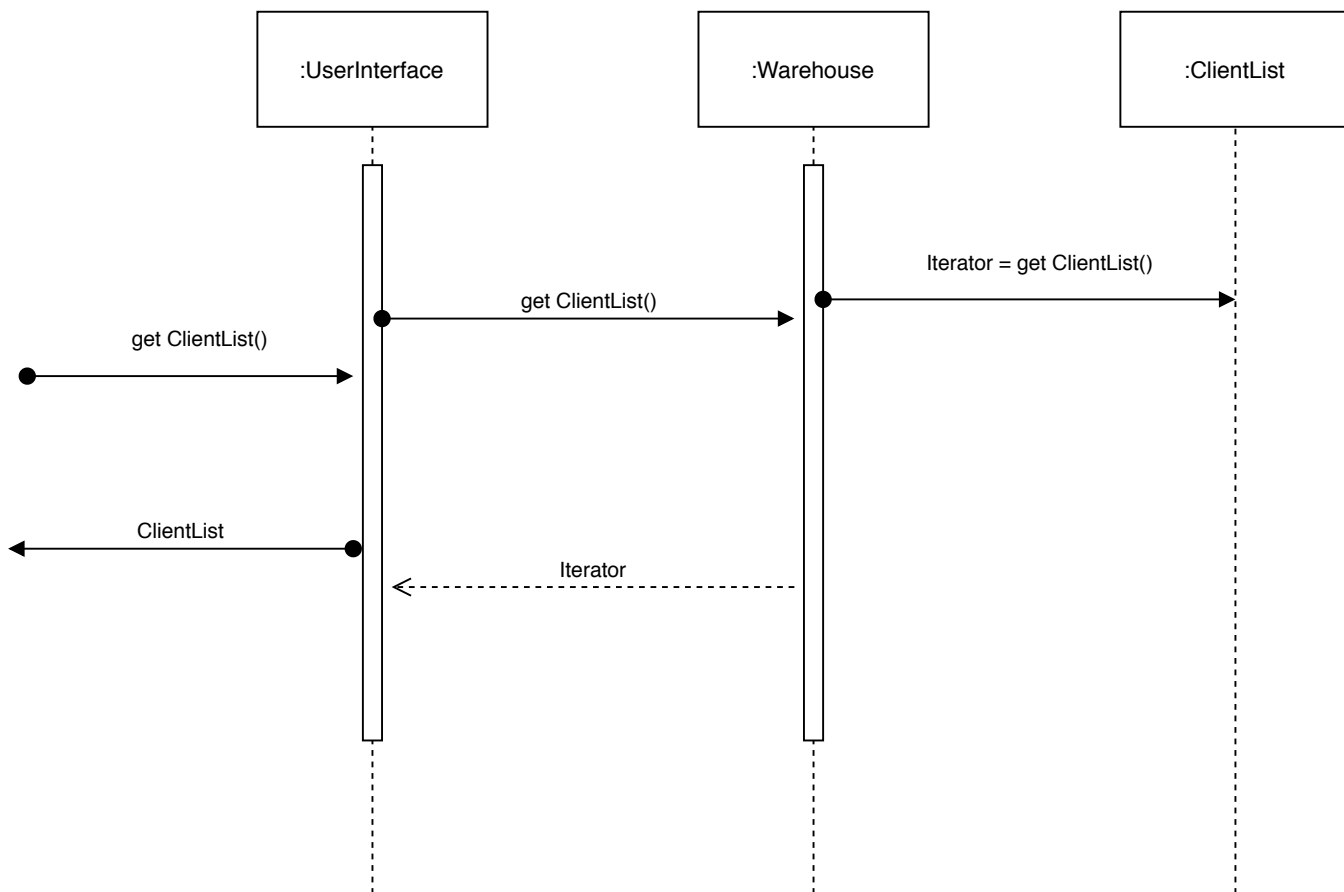 :UserInterface
:Warehouse
:ClientList
Iterator = get ClientList()
get ClientList()
get ClientList()
ClientList
Iterator